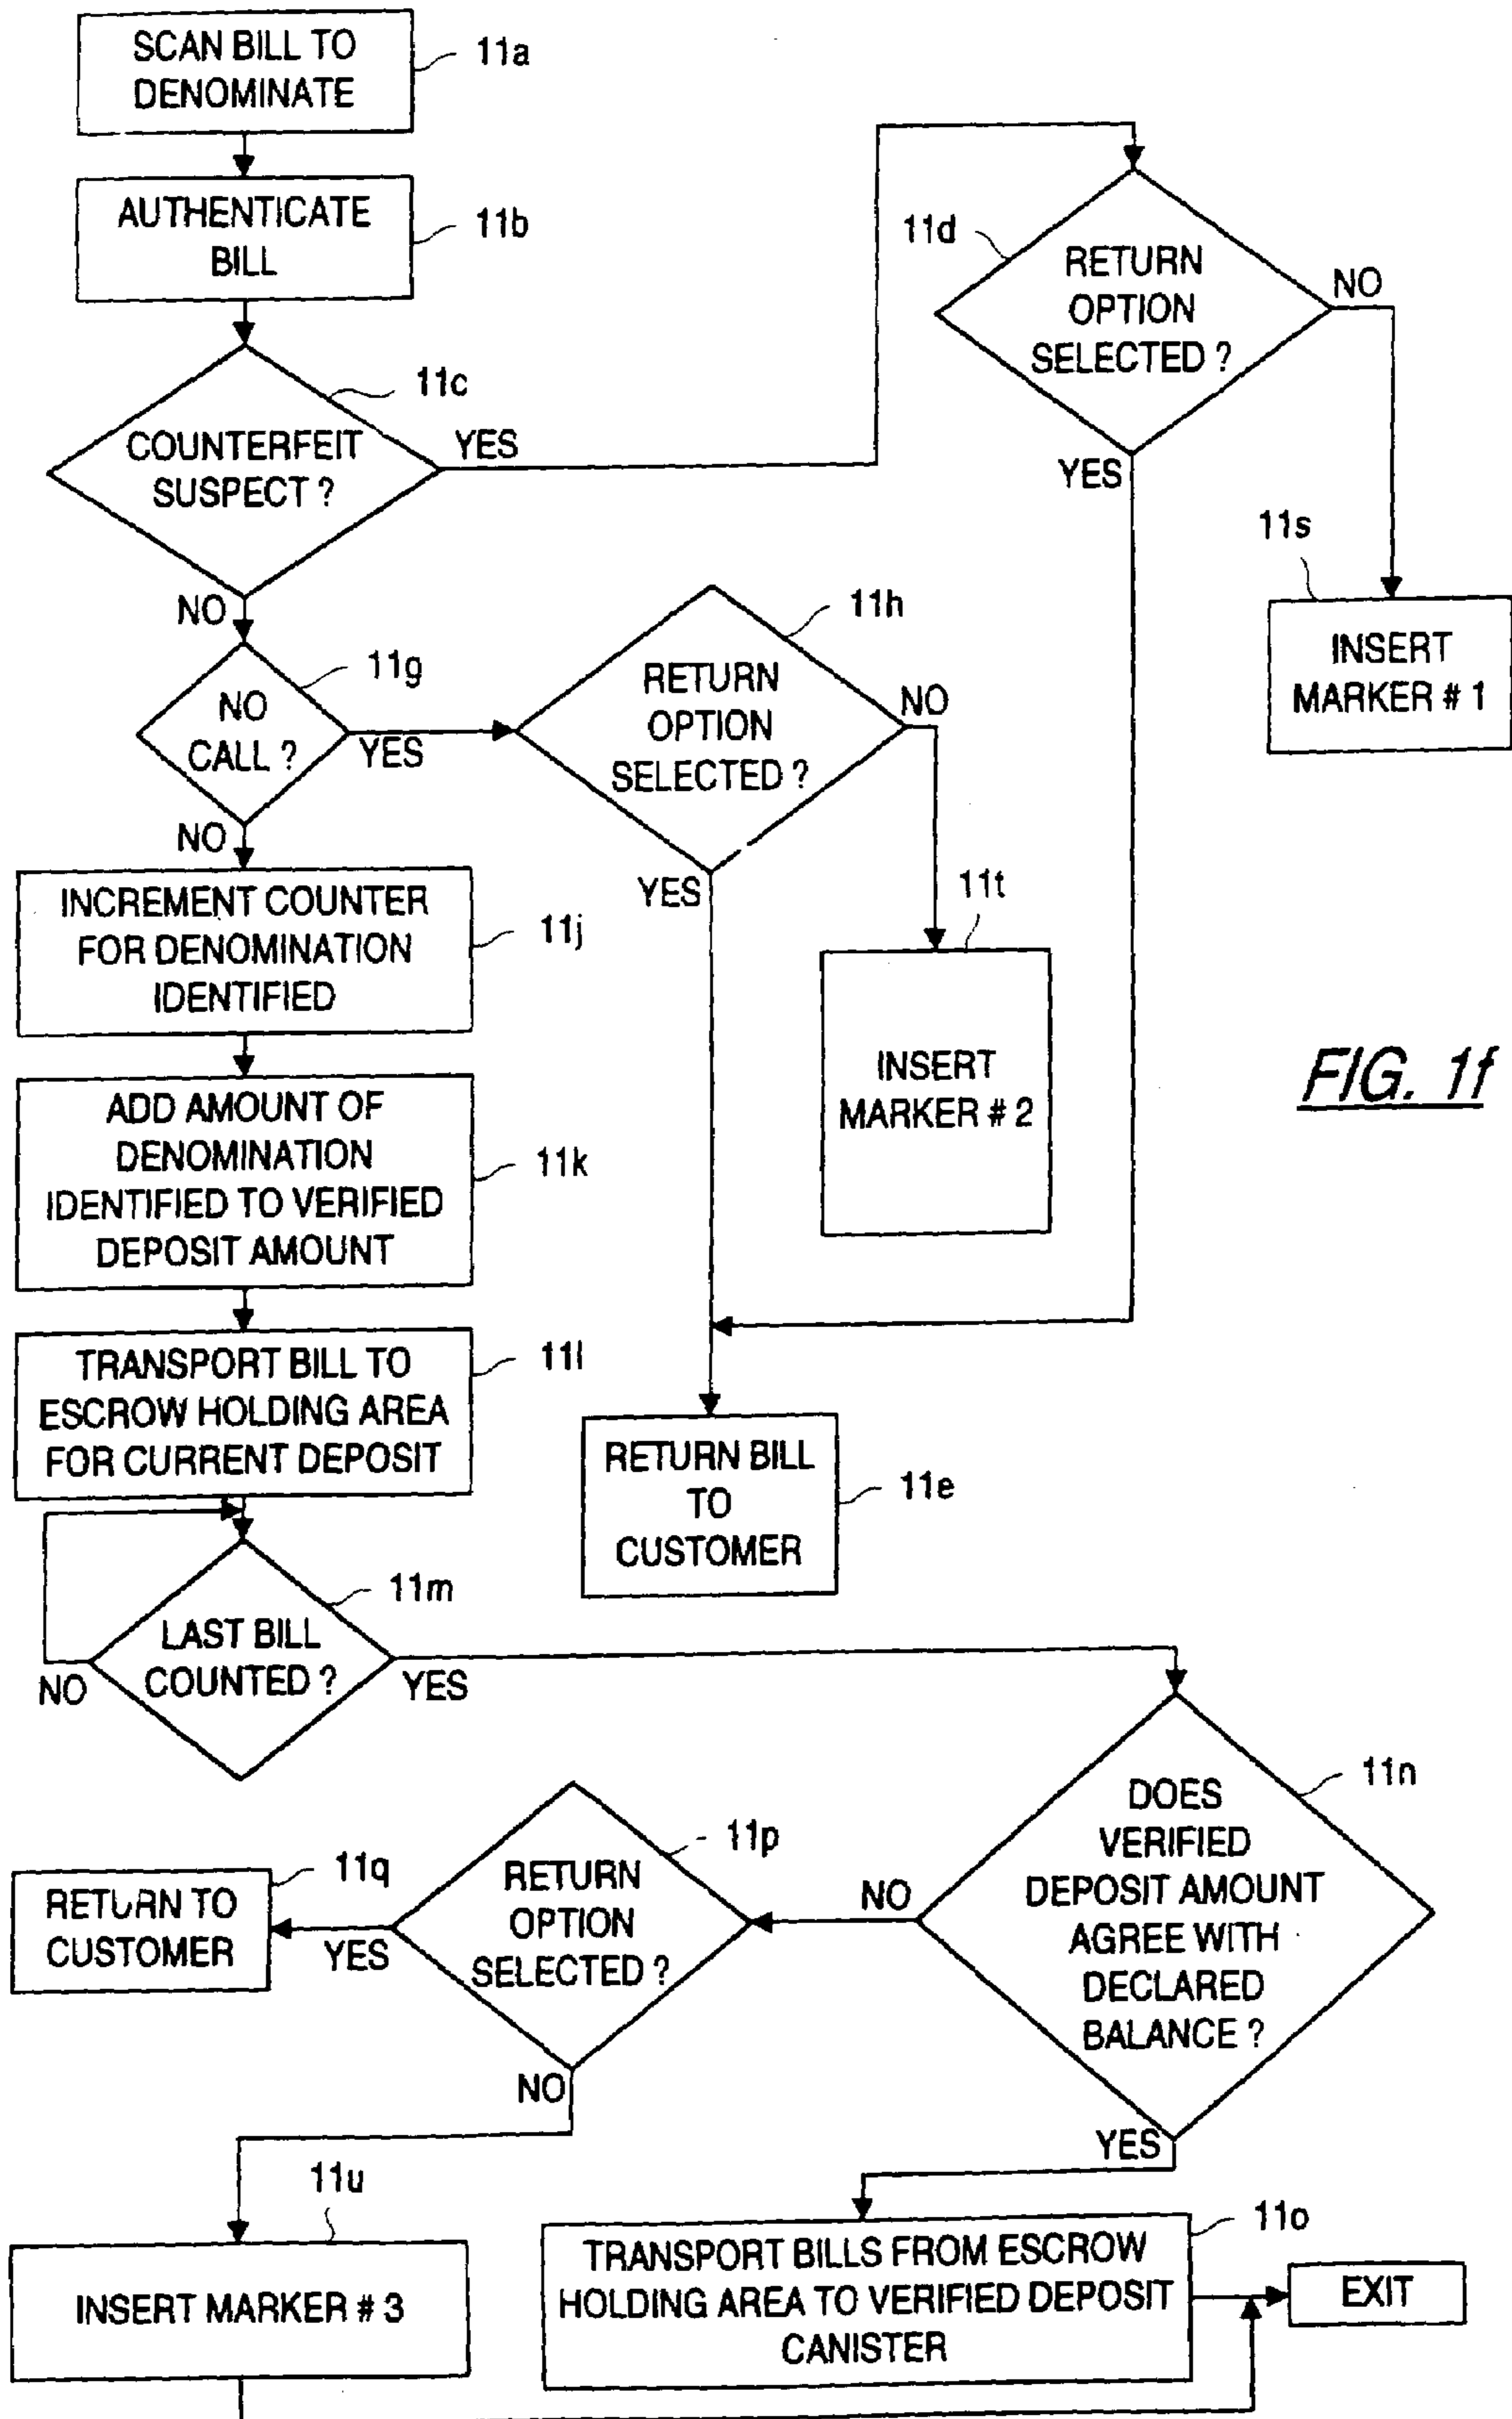 SCAN BILL TO
DENOMINATE
11a
AUTHENTICATE
BILL
11b
11c
COUNTERFEIT
SUSPECT ?
YES
NO
11d
RETURN
OPTION
SELECTED ?
NO
YES
11s
INSERT
MARKER # 1
11g
NO
CALL ?
YES
NO
11h
RETURN
OPTION
SELECTED ?
NO
YES
11t
INSERT
MARKER # 2
INCREMENT COUNTER
FOR DENOMINATION
IDENTIFIED
11j
ADD AMOUNT OF
DENOMINATION
IDENTIFIED TO VERIFIED
DEPOSIT AMOUNT
11k
FIG. 1f
TRANSPORT BILL TO
ESCROW HOLDING AREA
FOR CURRENT DEPOSIT
11l
RETURN BILL
TO
CUSTOMER
11e
11m
LAST BILL
COUNTED ?
NO
YES
11n
DOES
VERIFIED
DEPOSIT AMOUNT
AGREE WITH
DECLARED
BALANCE ?
NO
YES
11p
RETURN
OPTION
SELECTED ?
YES
NO
11q
RETURN TO
CUSTOMER
11u
INSERT MARKER # 3
11o
TRANSPORT BILLS FROM ESCROW
HOLDING AREA TO VERIFIED DEPOSIT
CANISTER
EXIT